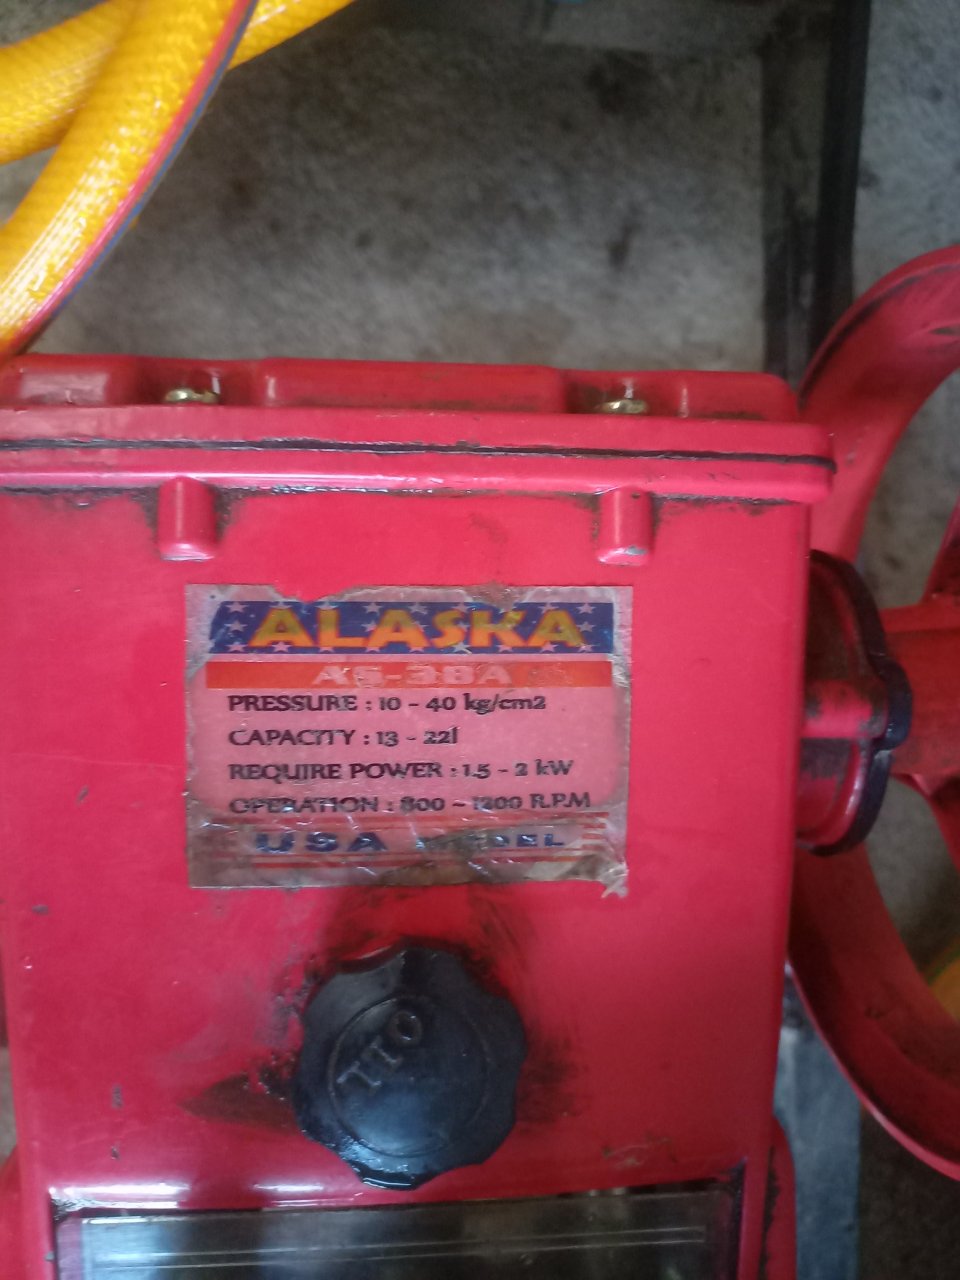 ALASKA
AS-38A
PRESSURE : 10 - 40 kg/cm2
CAPACITY : 13 - 22l
REQUIRE POWER : 1.5 - 2 kW
OPERATION : 800 ~ 1200 R.P.M
USA
OIL